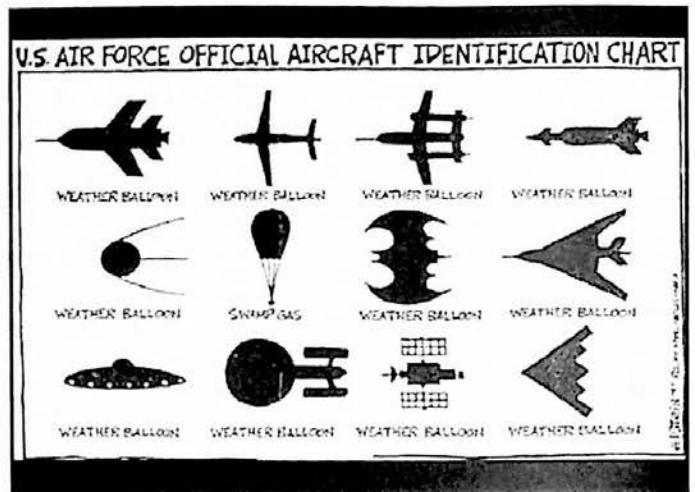 U.S. AIR FORCE OFFICIAL AIRCRAFT IDENTIFICATION CHART
WEATHER BALLOON WEATHER BALLOON WEATHER BALLOON WEATHER BALLOON
WEATHER BALLOON SWAMP GAS WEATHER BALLOON WEATHER BALLOON
WEATHER BALLOON WEATHER BALLOON WEATHER BALLOON WEATHER BALLOON